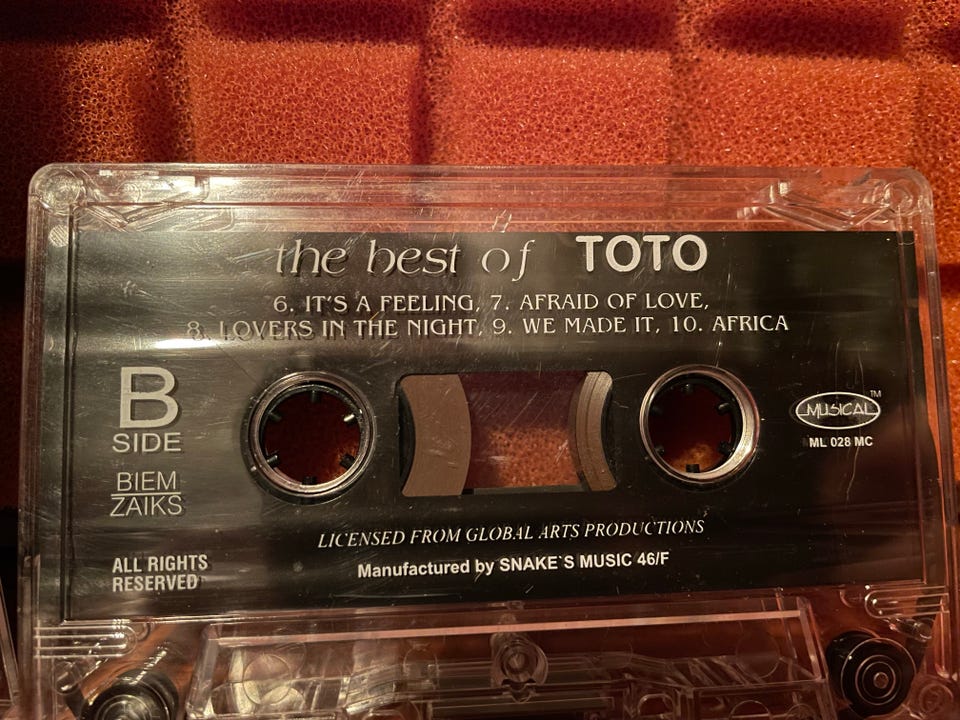 the best of TOTO
6. IT'S A FEELING, 7. AFRAID OF LOVE,
8. LOVERS IN THE NIGHT, 9. WE MADE IT, 10. AFRICA
B
SIDE
BIEM
ZAIKS
MUSICAL™
ML 028 MC
LICENSED FROM GLOBAL ARTS PRODUCTIONS
Manufactured by SNAKE`S MUSIC 46/F
ALL RIGHTS
RESERVED